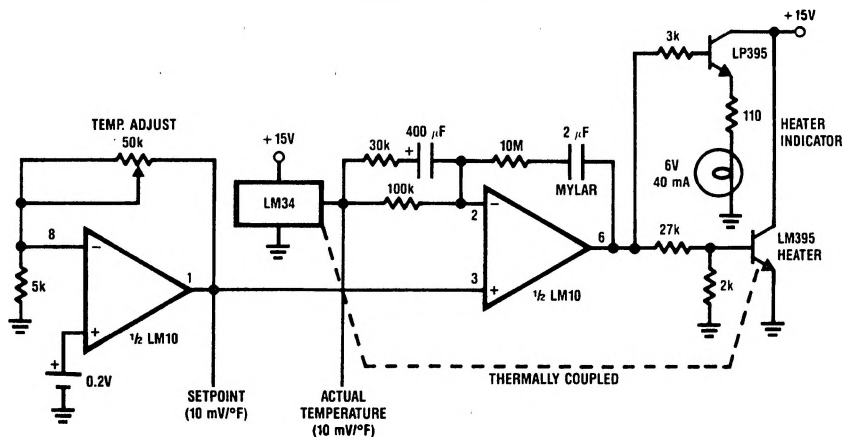 +15V
3k
LP395
110
HEATER
INDICATOR
6V
40 mA
TEMP. ADJUST
50k
+15V
30k
400 μF
+
10M
2 μF
MYLAR
LM34
100k
2
−
6
27k
LM395
HEATER
8
−
1
3
+
½ LM10
2k
5k
+
½ LM10
+
0.2V
THERMALLY COUPLED
SETPOINT
(10 mV/°F)
ACTUAL
TEMPERATURE
(10 mV/°F)